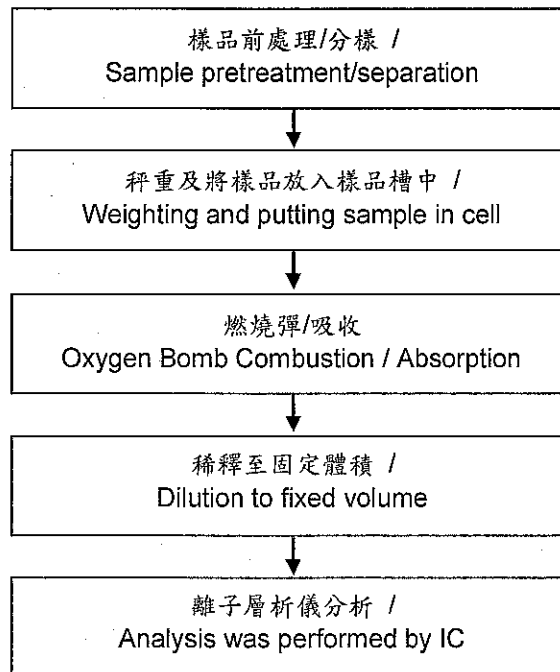 樣品前處理/分樣 /
Sample pretreatment/separation
秤重及將樣品放入樣品槽中 /
Weighting and putting sample in cell
燃燒彈/吸收
Oxygen Bomb Combustion / Absorption
稀釋至固定體積 /
Dilution to fixed volume
離子層析儀分析 /
Analysis was performed by IC